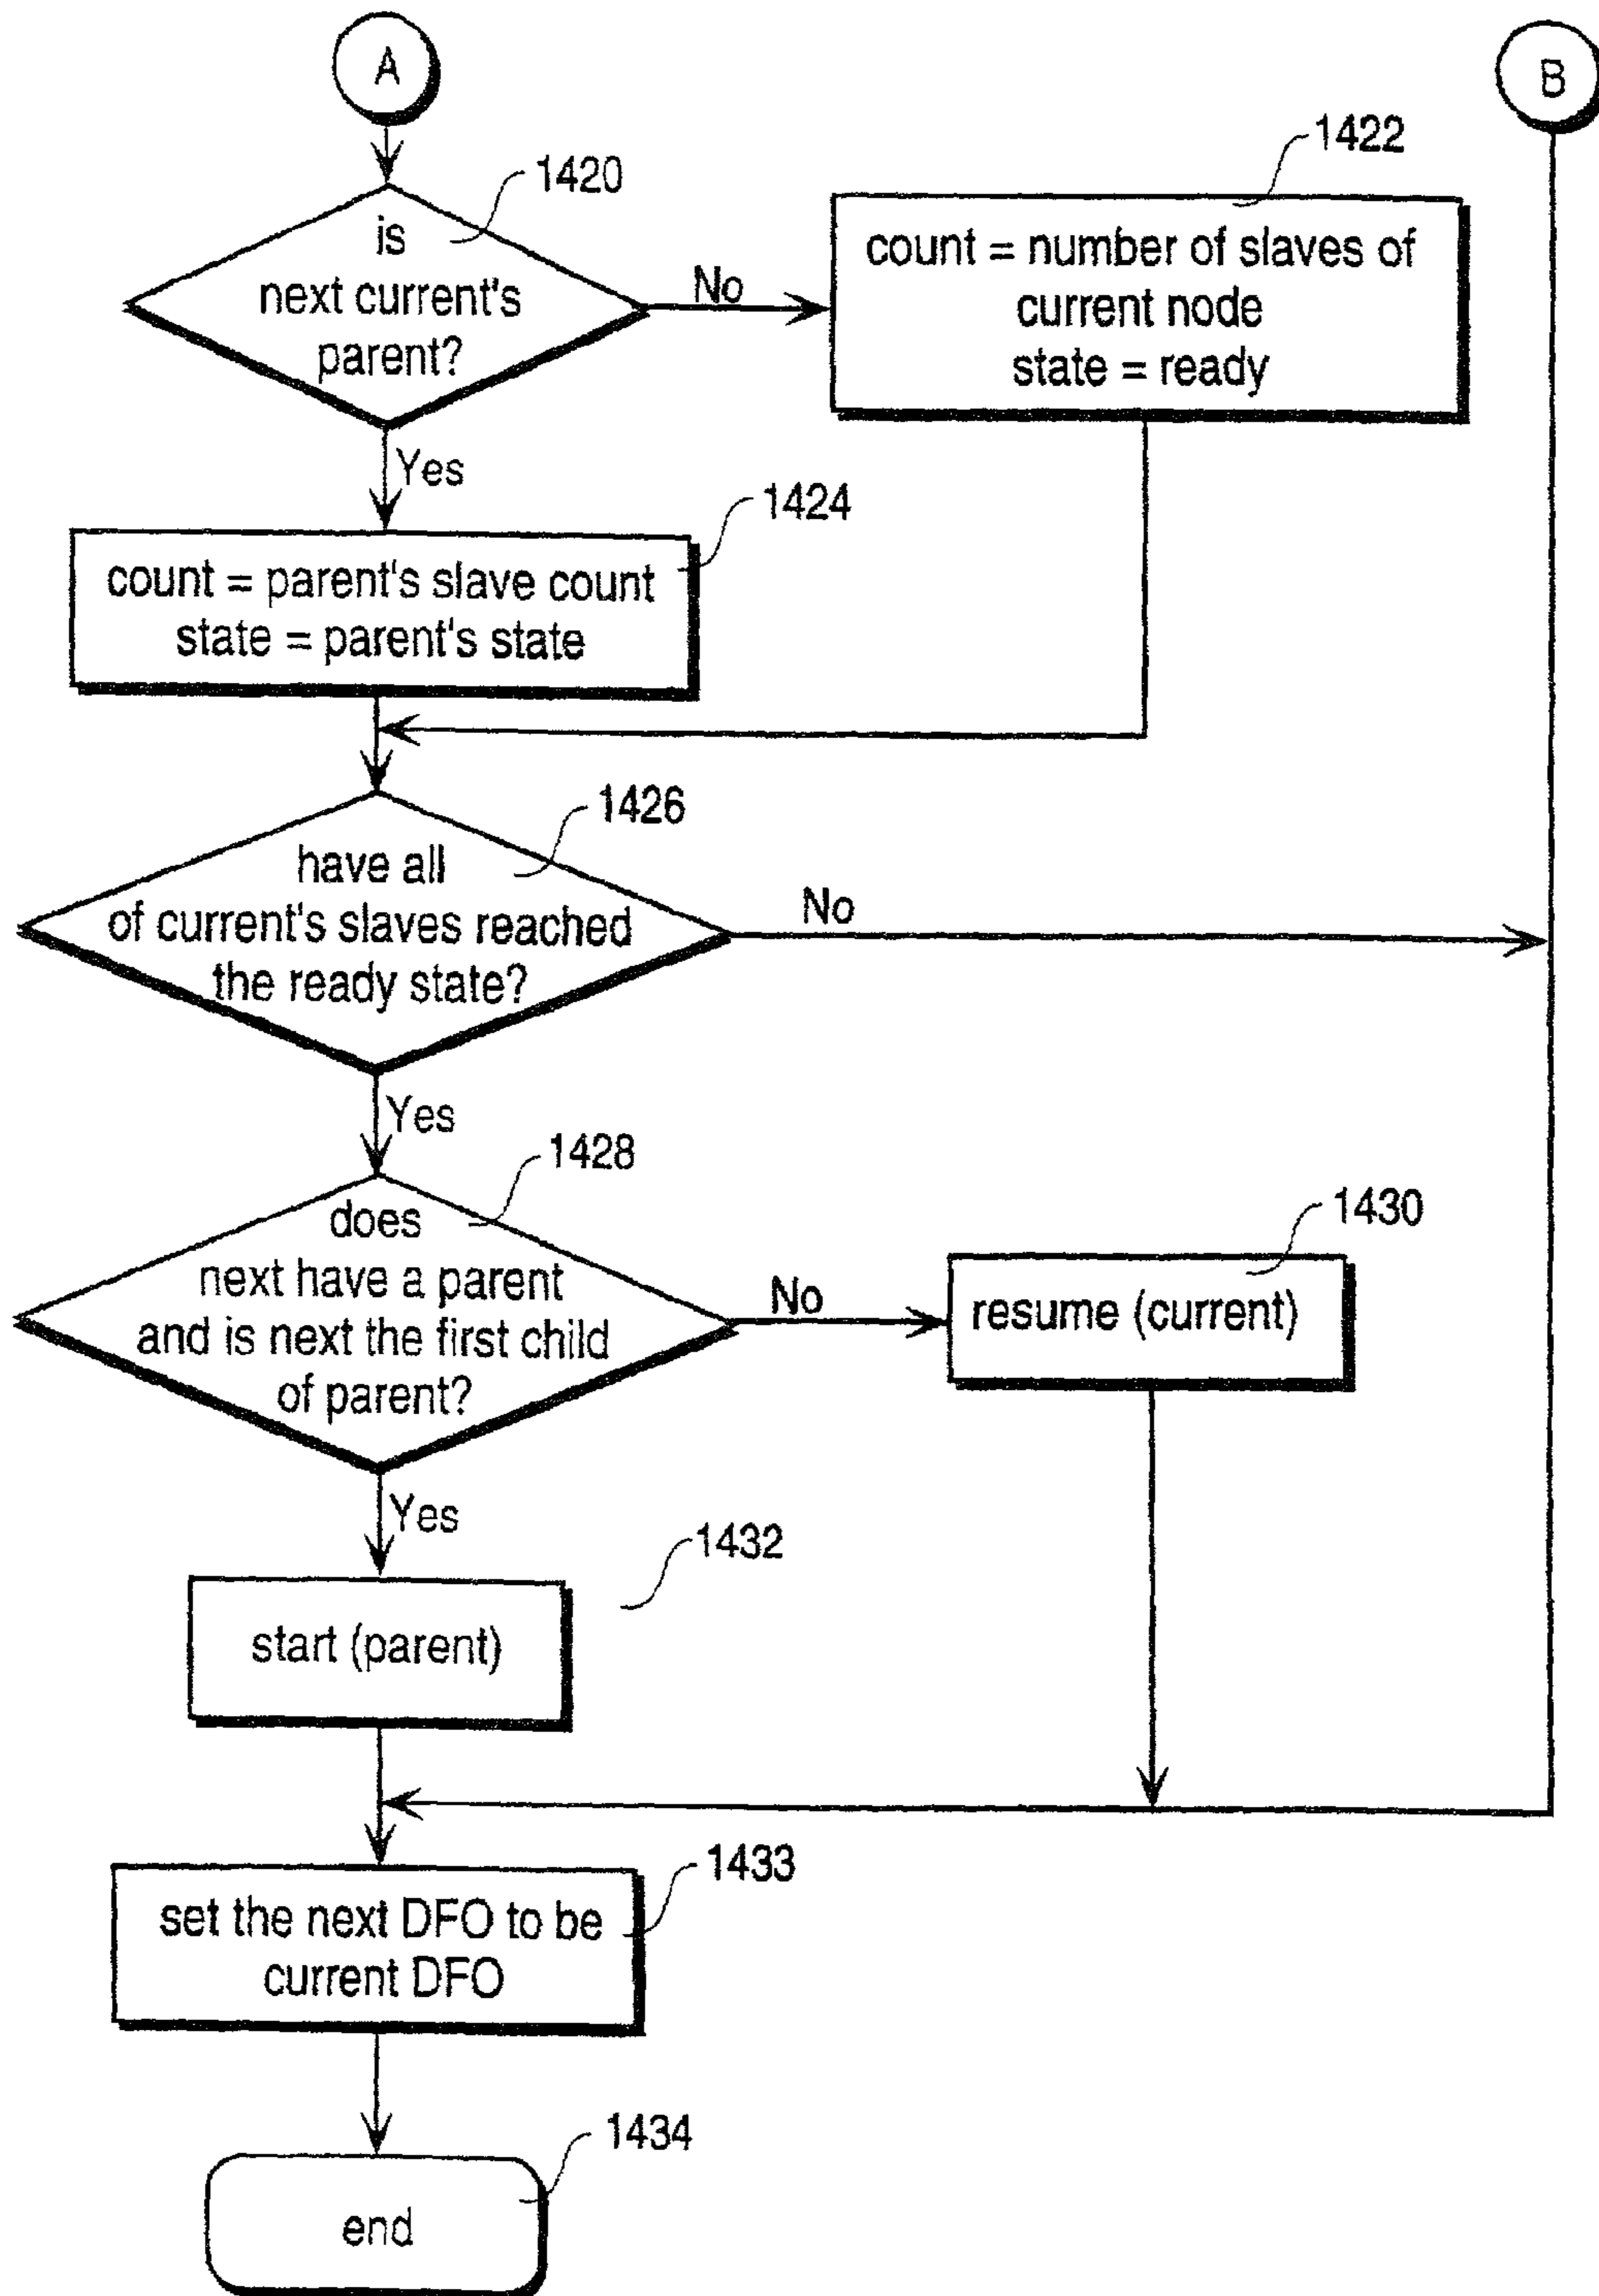 A
B
1420
is
next current's
parent?
No
1422
count = number of slaves of
current node
state = ready
Yes
1424
count = parent's slave count
state = parent's state
1426
have all
of current's slaves reached
the ready state?
No
Yes
1428
does
next have a parent
and is next the first child
of parent?
No
1430
resume (current)
Yes
1432
start (parent)
1433
set the next DFO to be
current DFO
1434
end